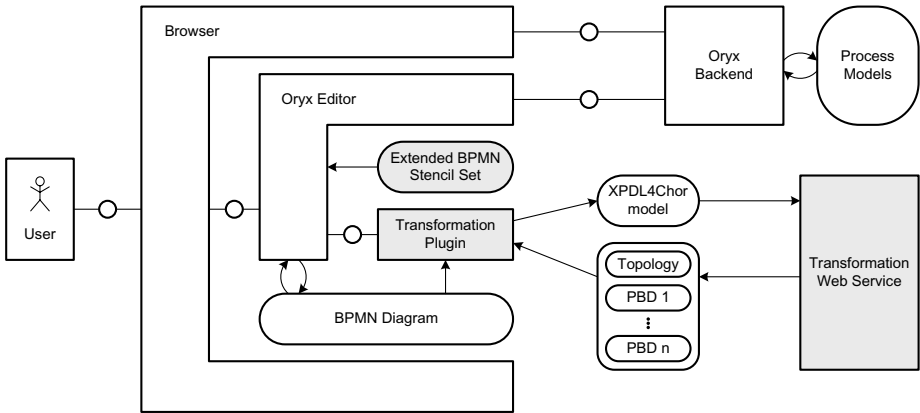 Browser
Oryx Editor
Oryx
Backend
Process
Models
Extended BPMN
Stencil Set
User
Transformation
Plugin
XPDL4Chor
model
Transformation
Web Service
Topology
PBD 1
PBD n
BPMN Diagram